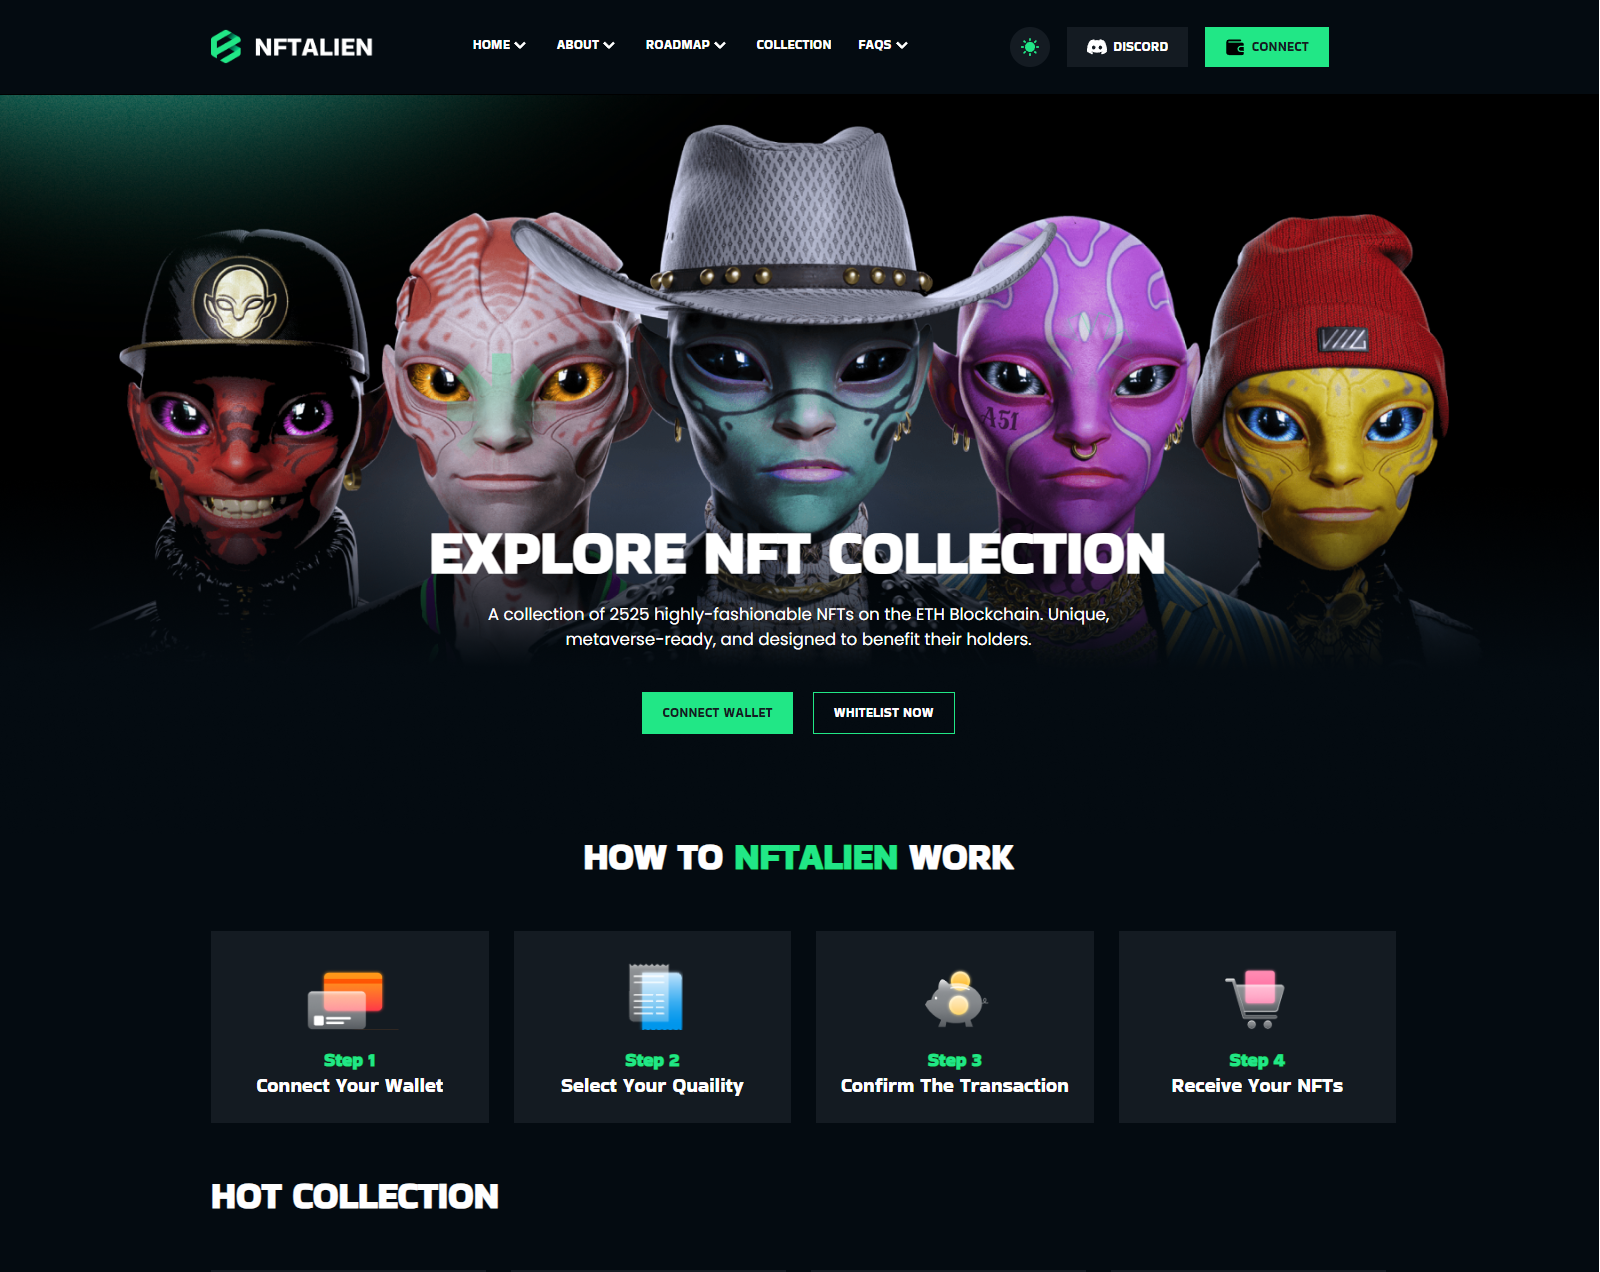 NFTALIEN
HOME
ABOUT
ROADMAP
COLLECTION
FAQS
DISCORD
CONNECT
A51
EXPLORE NFT COLLECTION
A collection of 2525 highly-fashionable NFTs on the ETH Blockchain. Unique,
metaverse-ready, and designed to benefit their holders.
CONNECT WALLET
WHITELIST NOW
HOW TO NFTALIEN WORK
Step 1
Connect Your Wallet
Step 2
Select Your Quaility
Step 3
Confirm The Transaction
Step 4
Receive Your NFTs
HOT COLLECTION